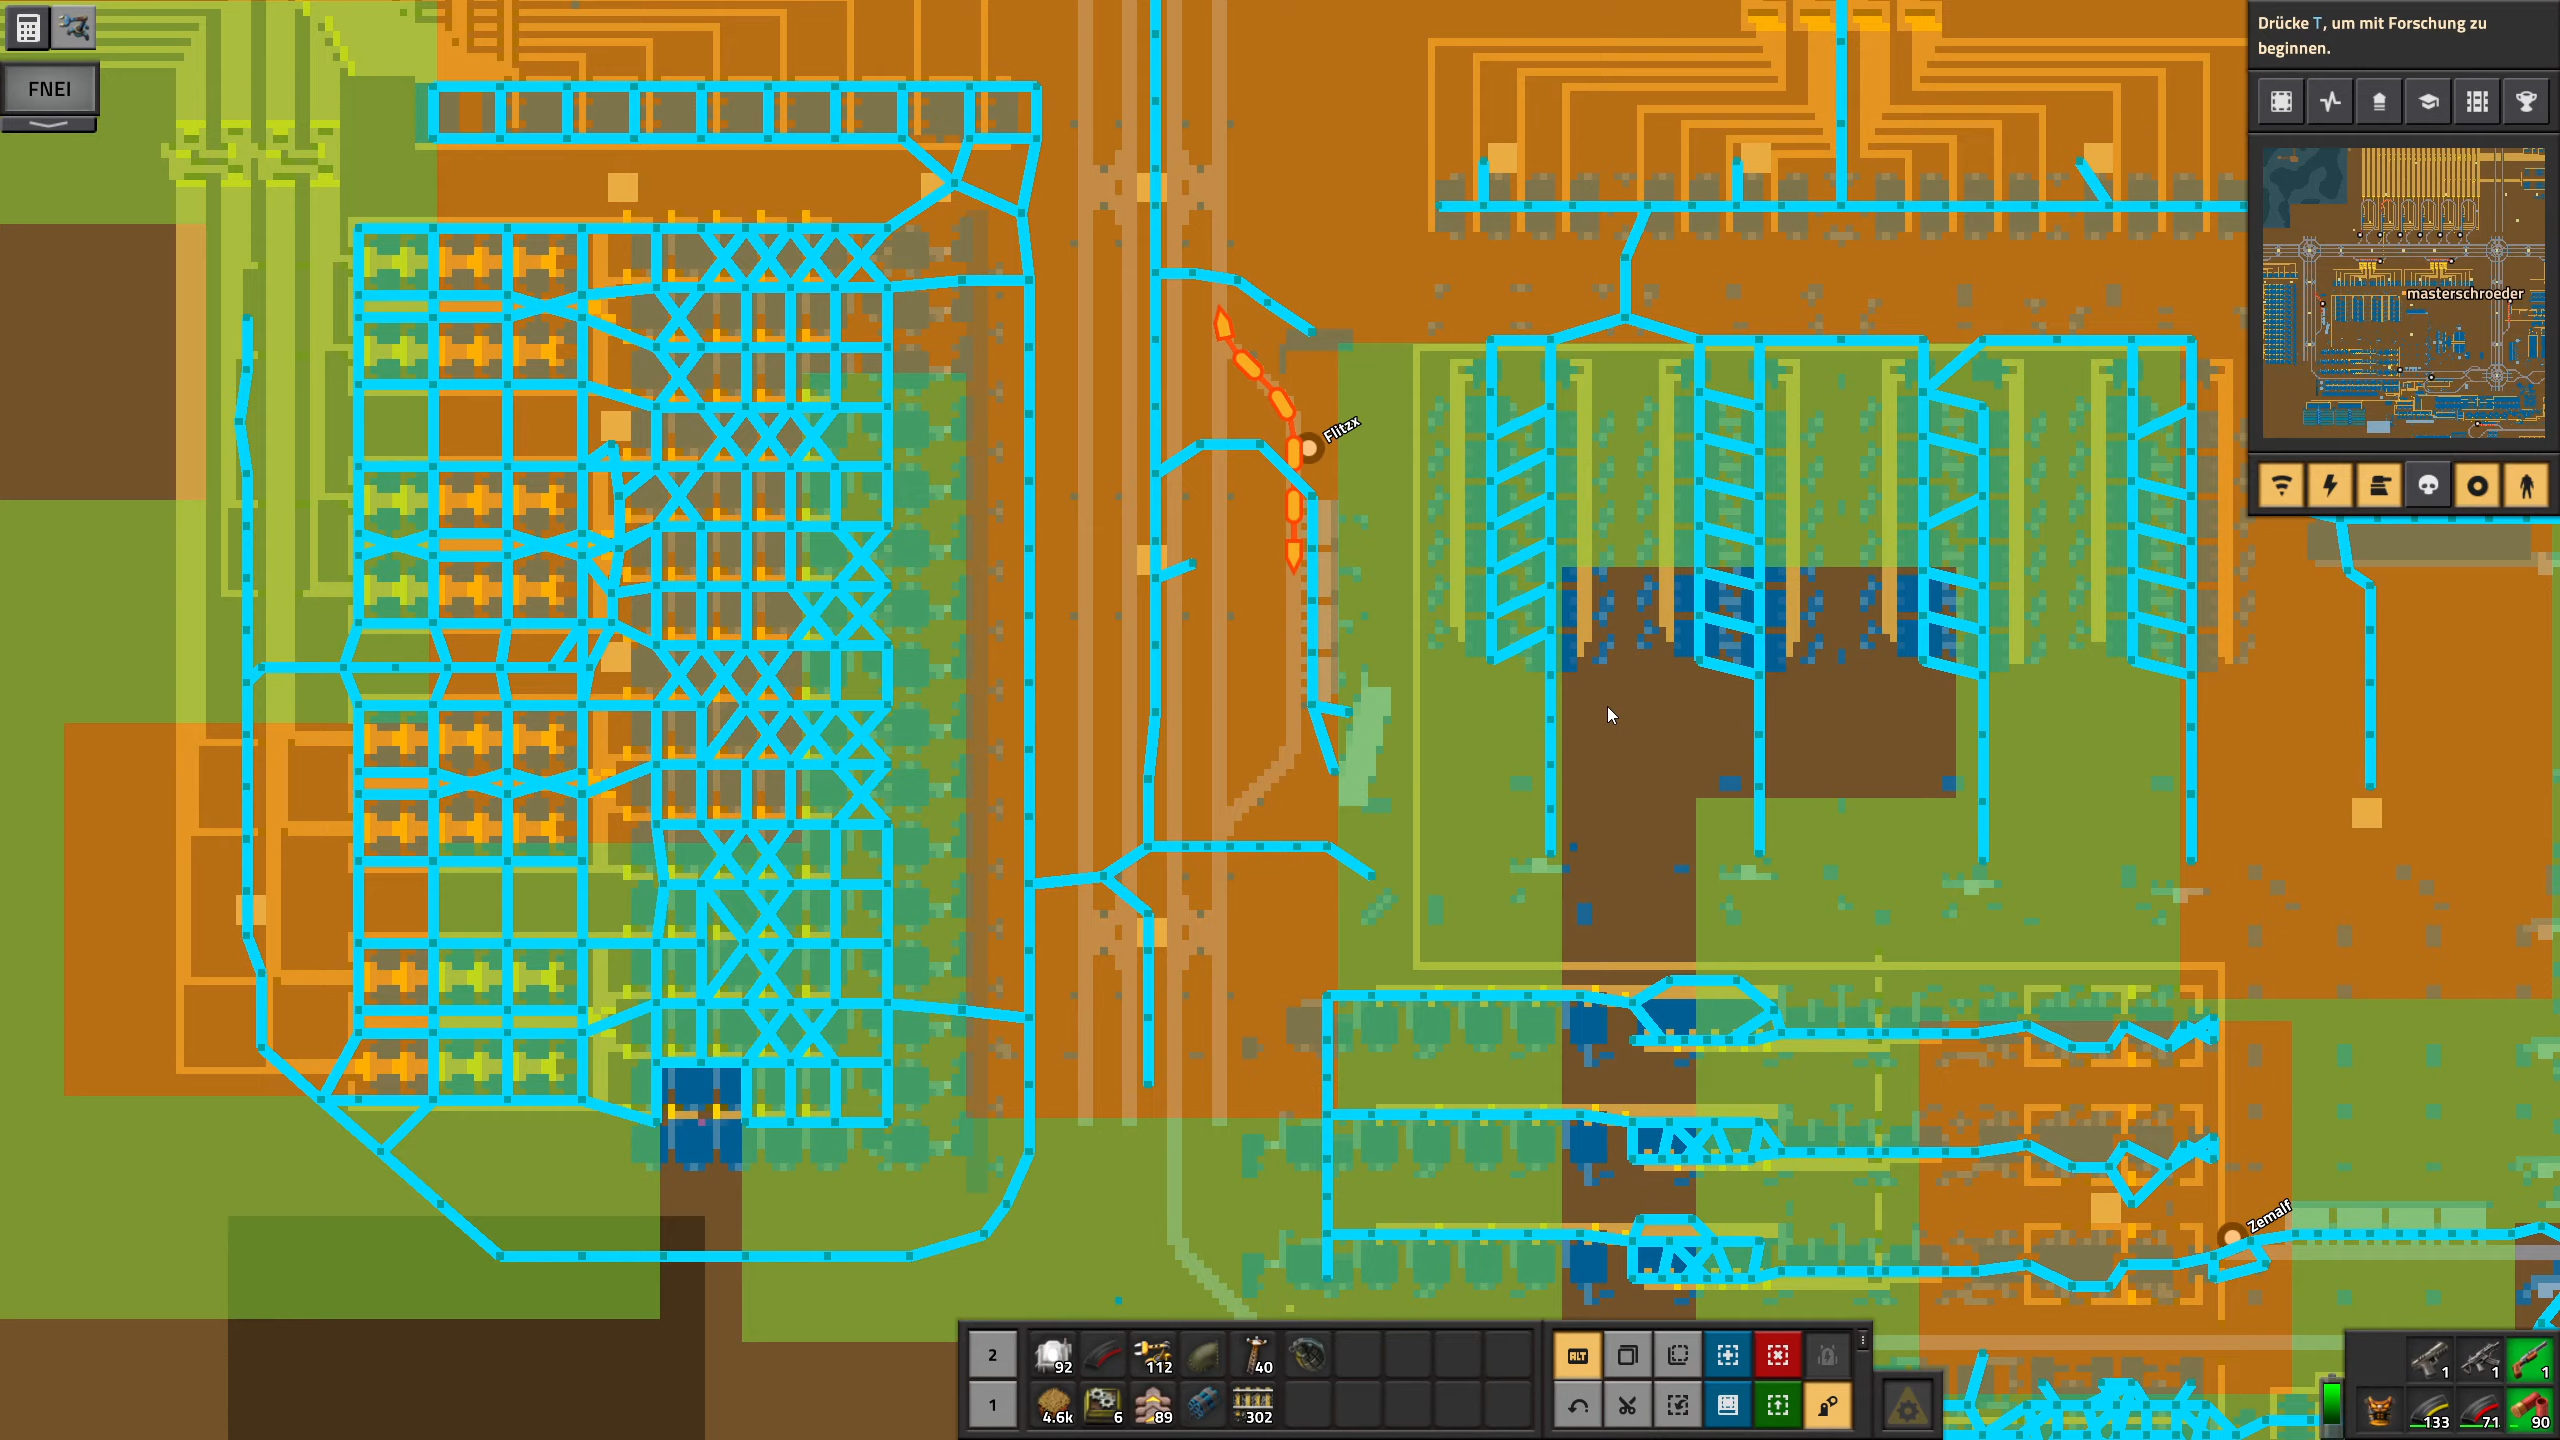 Drücke T, um mit Forschung zu
beginnen.
FNEI
masterschroeder
Flitzx
Zemalf
2
92
112
40
ALT
1
4.6k
6
89
302
1
1
1
133
71
90